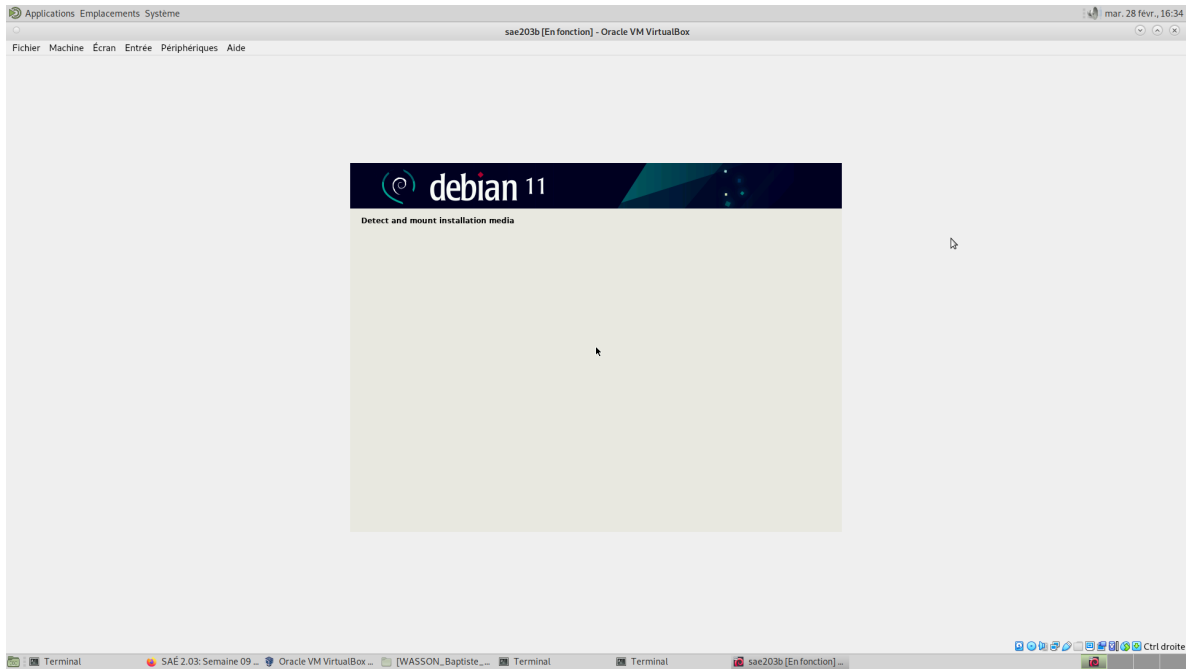 Applications Emplacements Système
mar. 28 févr., 16:34
sae203b [En fonction] - Oracle VM VirtualBox
Fichier Machine Écran Entrée Périphériques Aide
debian 11
Detect and mount installation media
Ctrl droite
Terminal
SAÉ 2.03: Semaine 09 ...
Oracle VM VirtualBox ...
[WASSON_Baptiste_...
Terminal
Terminal
sae203b [En fonction] ...